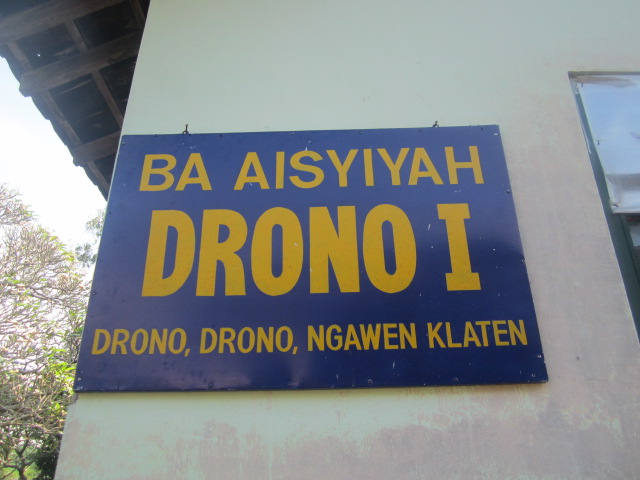 BA AISYIYAH
DRONO I
DRONO, DRONO, NGAWEN KLATEN